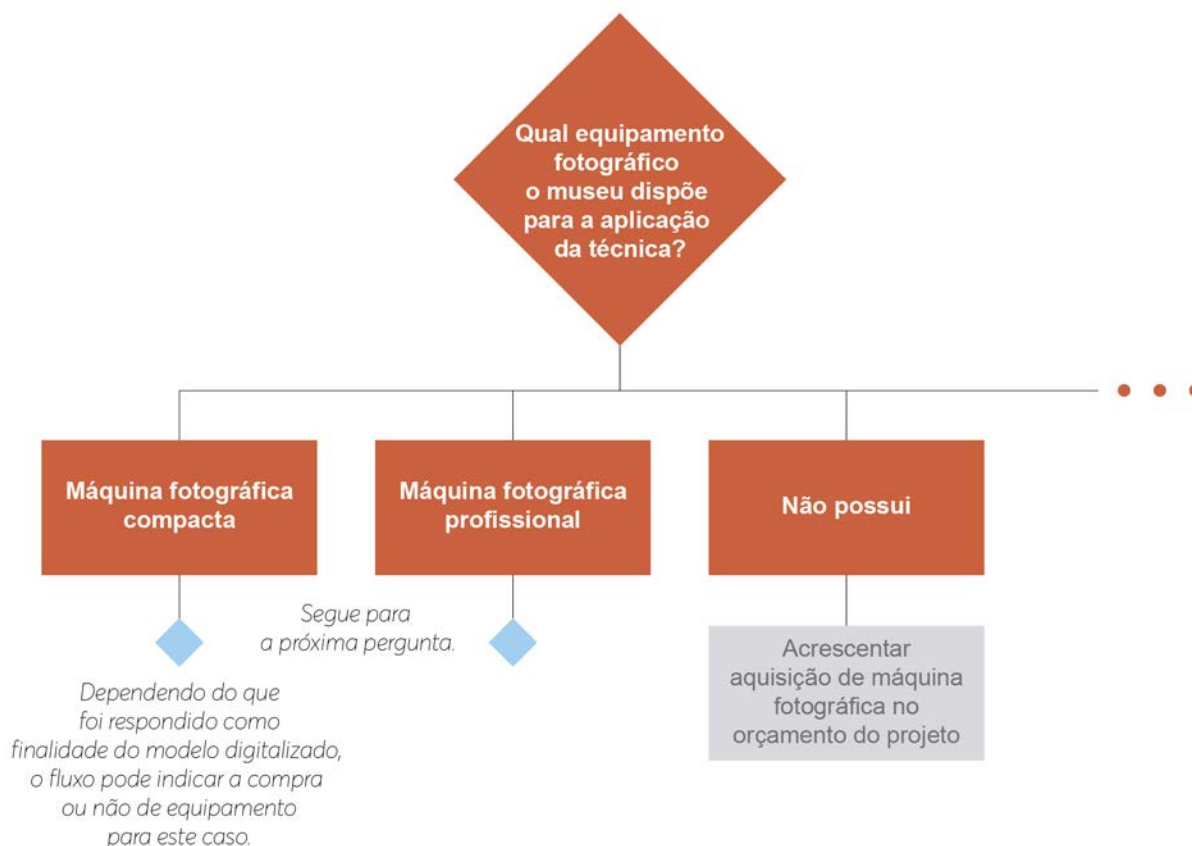 Qual equipamento
fotográfico
o museu dispõe
para a aplicação
da técnica?
Máquina fotográfica
compacta
Máquina fotográfica
profissional
Não possui
Segue para
a próxima pergunta.
Dependendo do que
foi respondido como
finalidade do modelo digitalizado,
o fluxo pode indicar a compra
ou não de equipamento
para este caso.
Acrescentar
aquisição de máquina
fotográfica no
orçamento do projeto